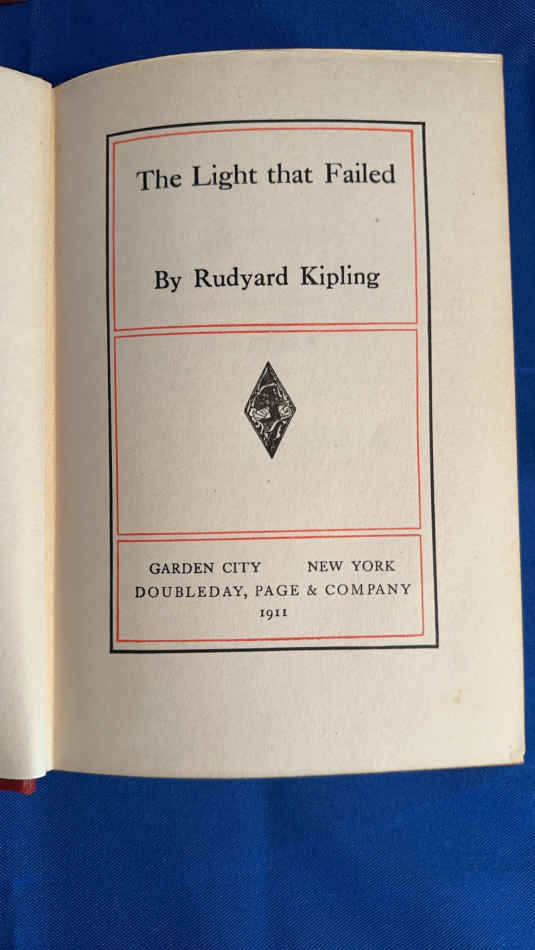 The Light that Failed
By Rudyard Kipling
GARDEN CITY NEW YORK
DOUBLEDAY, PAGE & COMPANY
1911